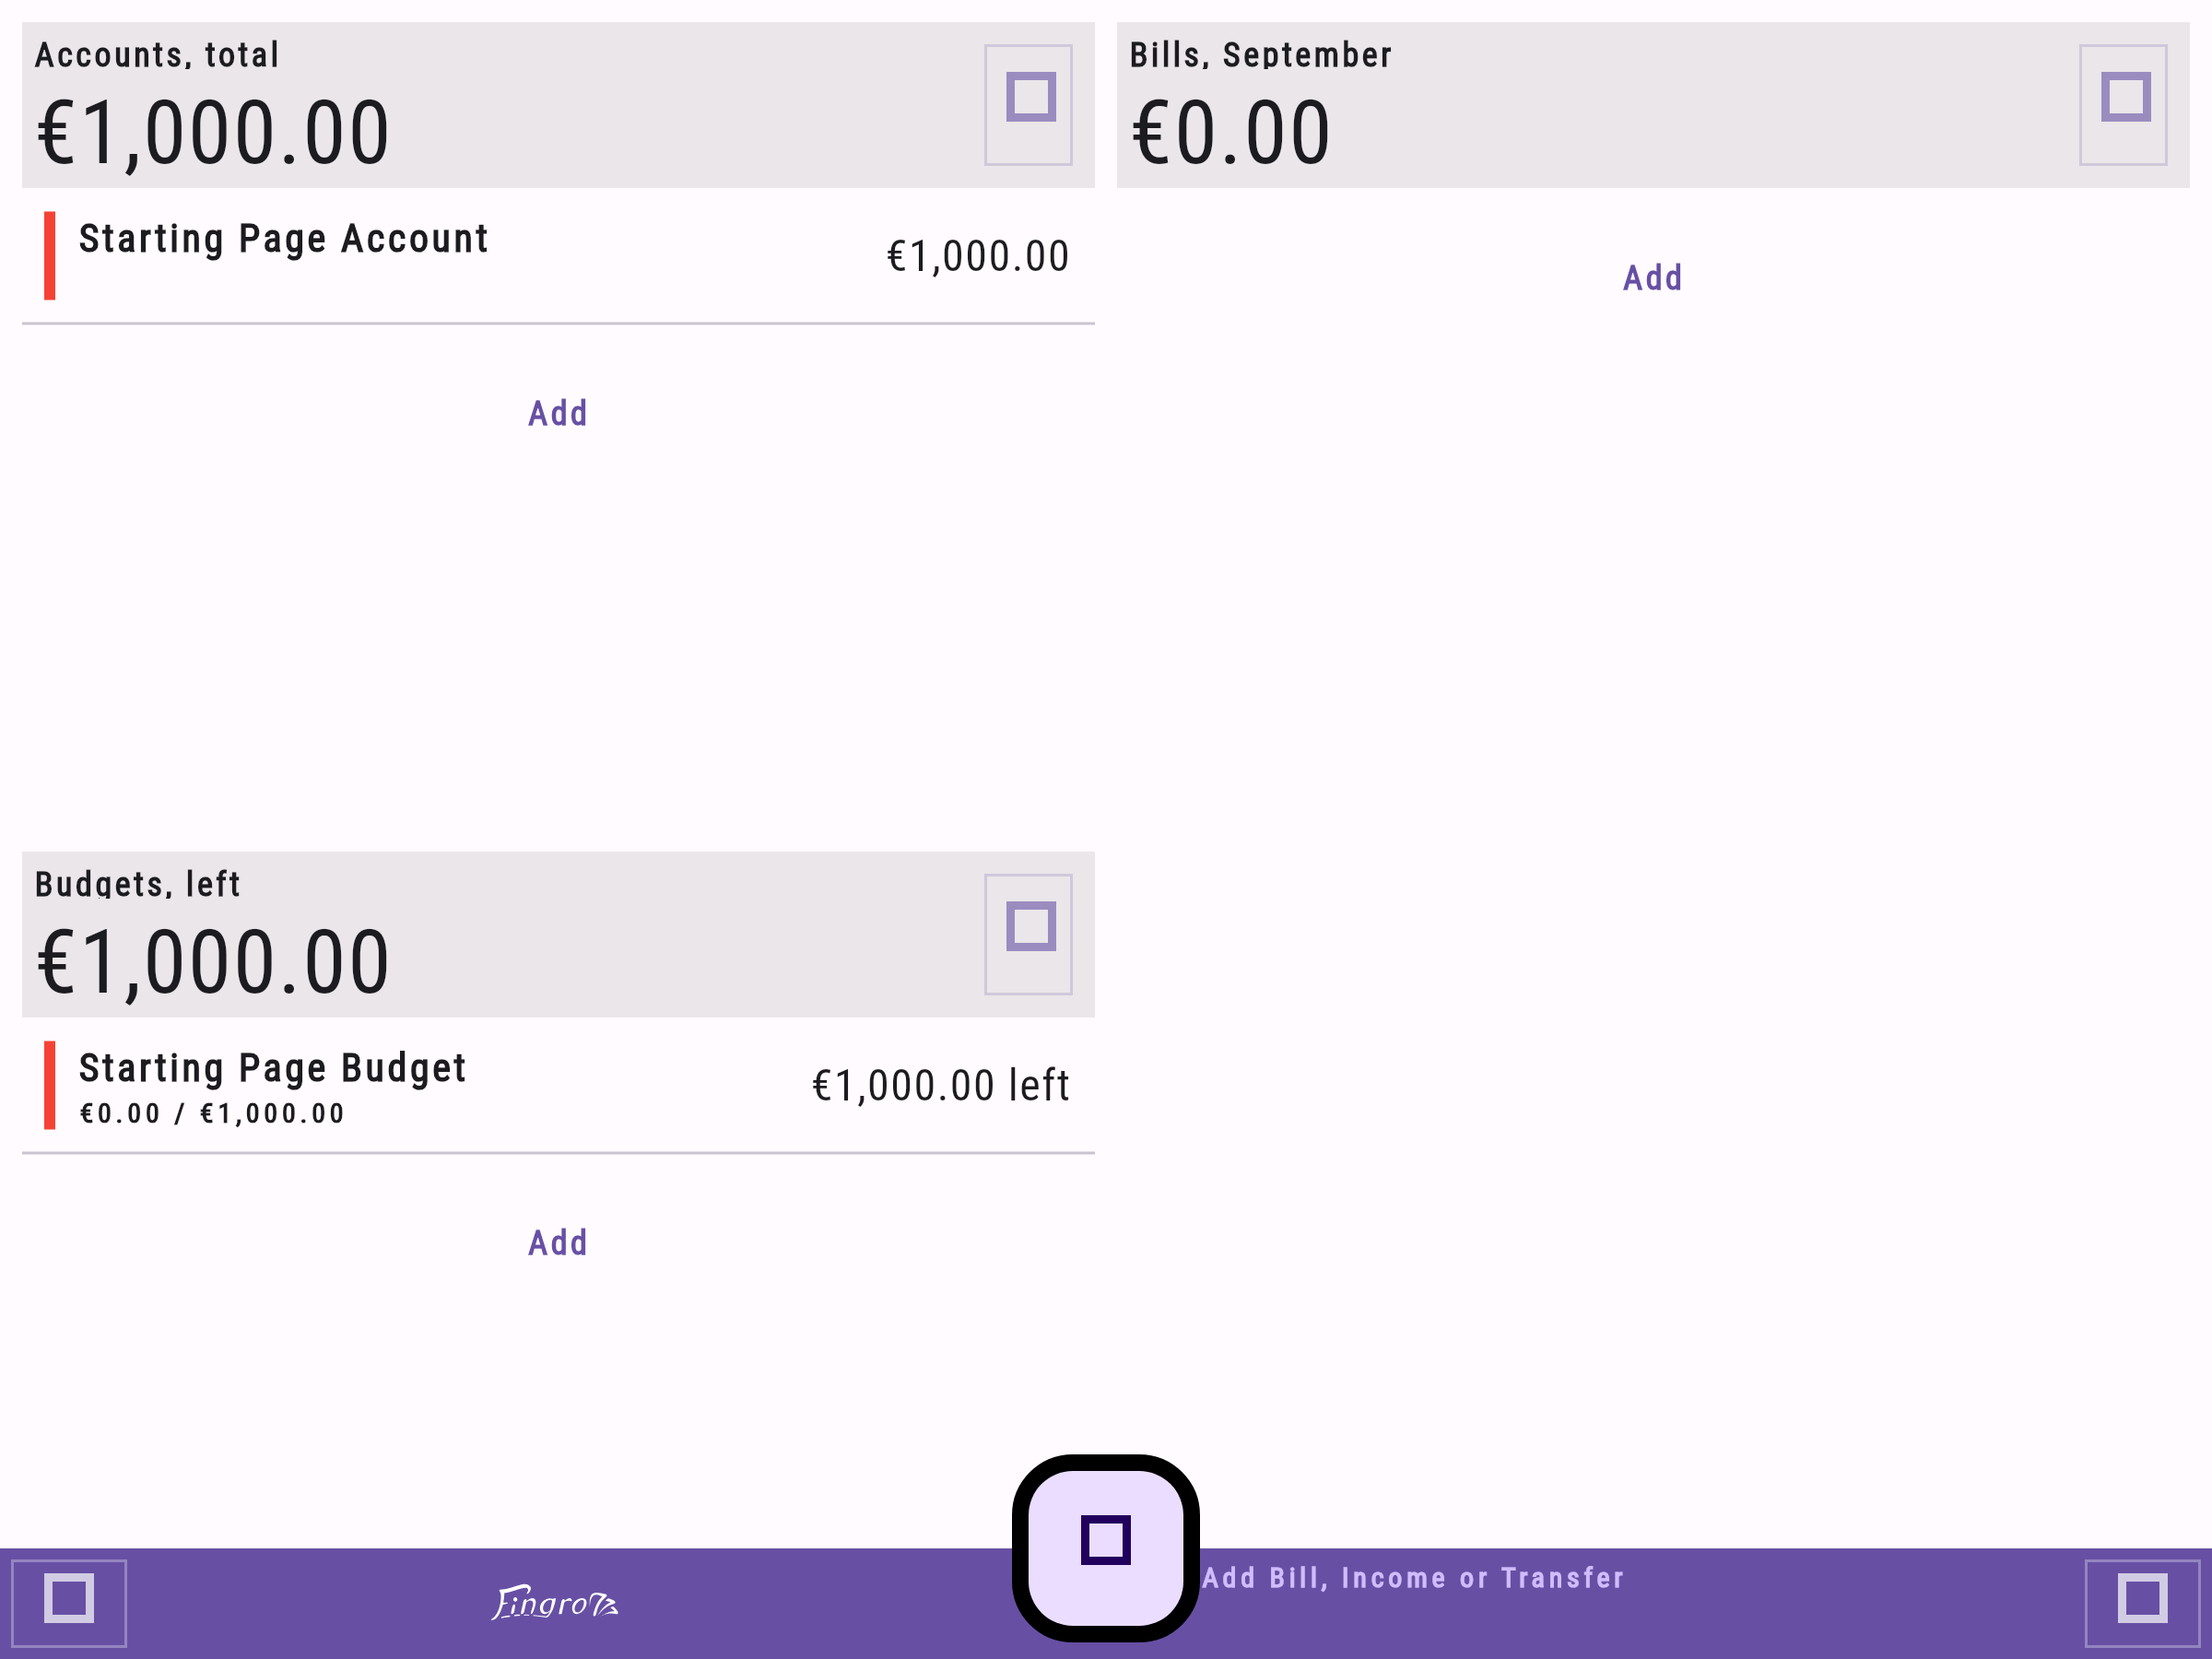 Accounts, total
€1,000.00
Starting Page Account
€1,000.00
Add
Bills, September
€0.00
Add
Budgets, left
€1,000.00
Starting Page Budget
€1,000.00 left
€0.00 / €1,000.00
Add
Add Bill, Income or Transfer